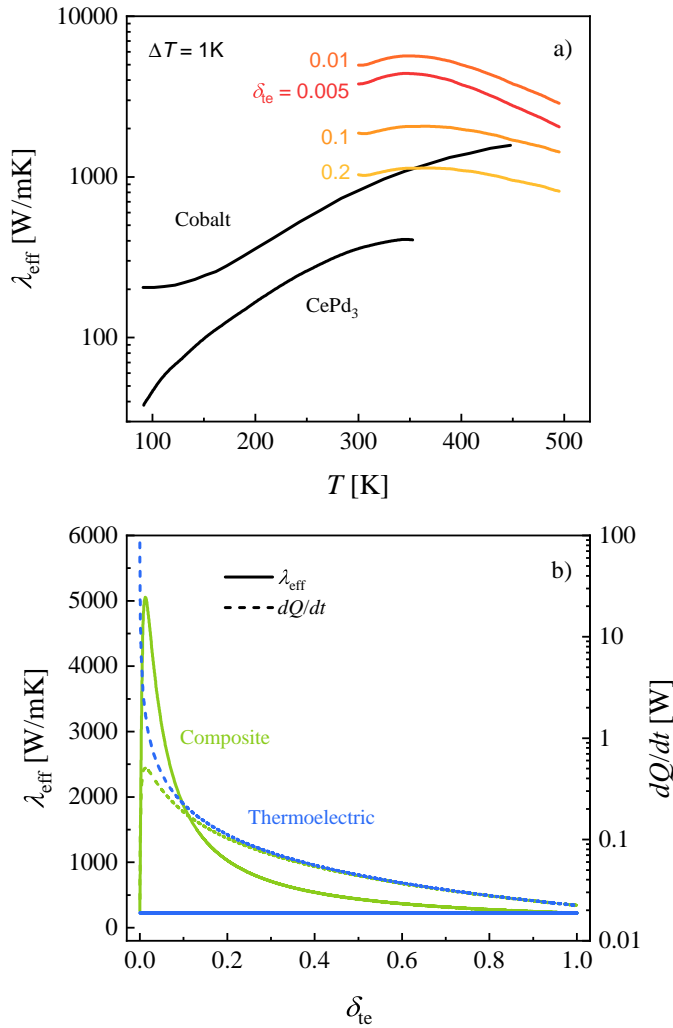 10000
1000
100
λeff [W/mK]
ΔT = 1K
a)
0.01
δte = 0.005
0.1
0.2
Cobalt
CePd3
100 200 300 400 500
T [K]
6000
5000
4000
3000
2000
1000
0
λeff [W/mK]
b)
λeff
dQ/dt
Composite
Thermoelectric
100
10
1
0.1
0.01
dQ/dt [W]
0.0 0.2 0.4 0.6 0.8 1.0
δte